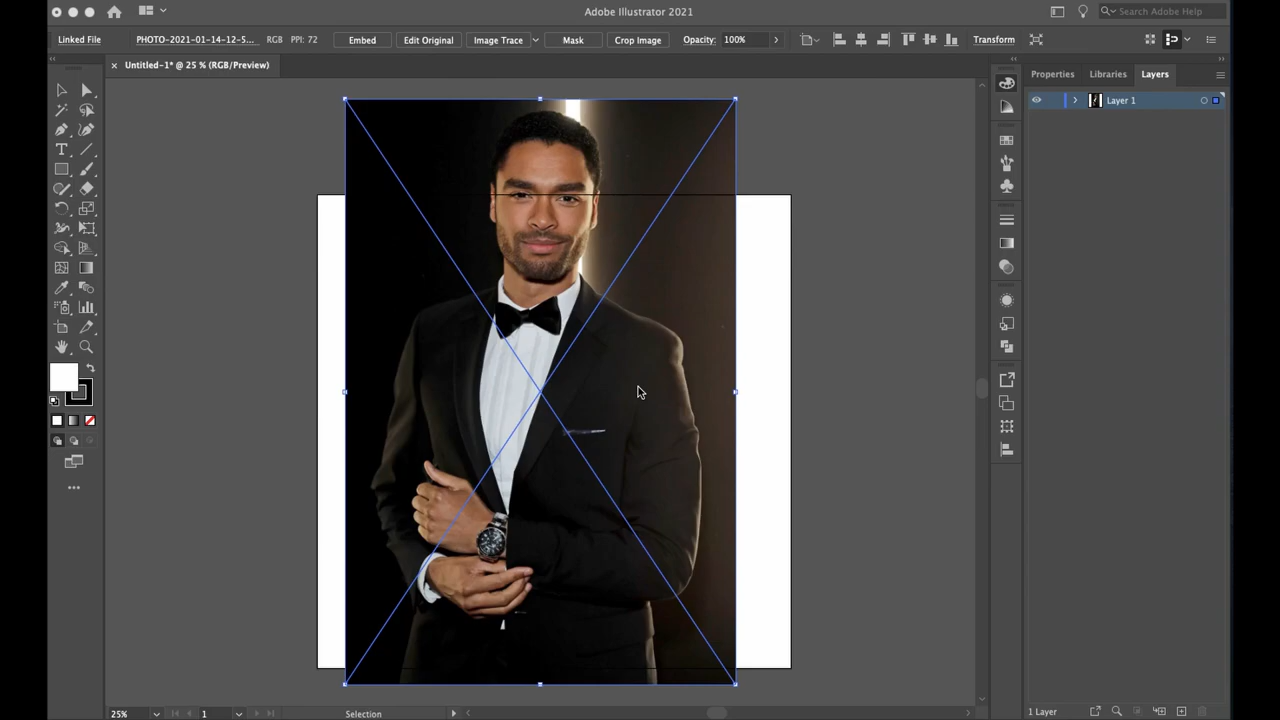 Adobe Illustrator 2021
Search Adobe Help
Linked File
PHOTO-2021-01-14-12-5...
RGB
PPI: 72
Embed
Edit Original
Image Trace
Mask
Crop Image
Opacity:
100%
Transform
× Untitled-1* @ 25 % (RGB/Preview)
Properties
Libraries
Layers
Layer 1
25%
1
Selection
1 Layer